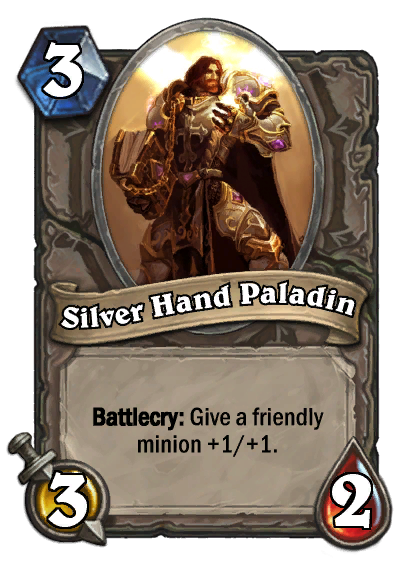 3
Silver Hand Paladin
Battlecry: Give a friendly
minion +1/+1.
3
2